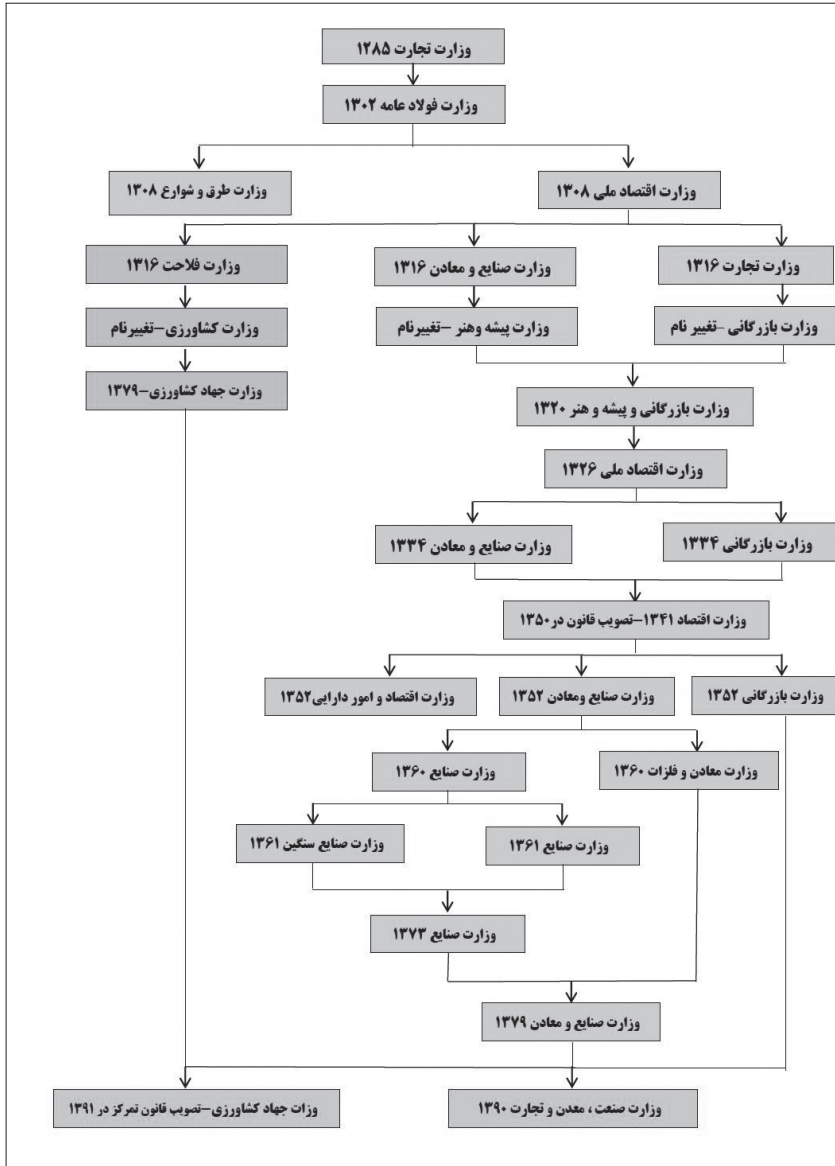 وزارت تجارت ۱۲۸۵
وزارت فولاد عامه ۱۳۰۲
وزارت اقتصاد ملی ۱۳۰۸
وزارت طرق و شوارع ۱۳۰۸
وزارت تجارت ۱۳۱۶
وزارت صنایع و معادن ۱۳۱۶
وزارت فلاحت ۱۳۱۶
وزارت بازرگانی -تغییر نام
وزارت پیشه وهنر -تغییرنام
وزارت کشاورزی-تغییرنام
وزارت جهاد کشاورزی-۱۳۷۹
وزارت بازرگانی و پیشه و هنر ۱۳۲۰
وزارت اقتصاد ملی ۱۳۲۶
وزارت بازرگانی ۱۳۳۴
وزارت صنایع و معادن ۱۳۳۴
وزارت اقتصاد ۱۳۴۱-تصویب قانون در۱۳۵۰
وزارت بازرگانی ۱۳۵۲
وزارت صنایع ومعادن ۱۳۵۲
وزارت اقتصاد و امور دارایی۱۳۵۲
وزارت معادن و فلزات ۱۳۶۰
وزارت صنایع ۱۳۶۰
وزارت صنایع ۱۳۶۱
وزارت صنایع سنگین ۱۳۶۱
وزارت صنایع ۱۳۷۳
وزارت صنایع و معادن ۱۳۷۹
وزارت صنعت ، معدن و تجارت ۱۳۹۰
وزات جهاد کشاورزی-تصویب قانون تمرکز در ۱۳۹۱